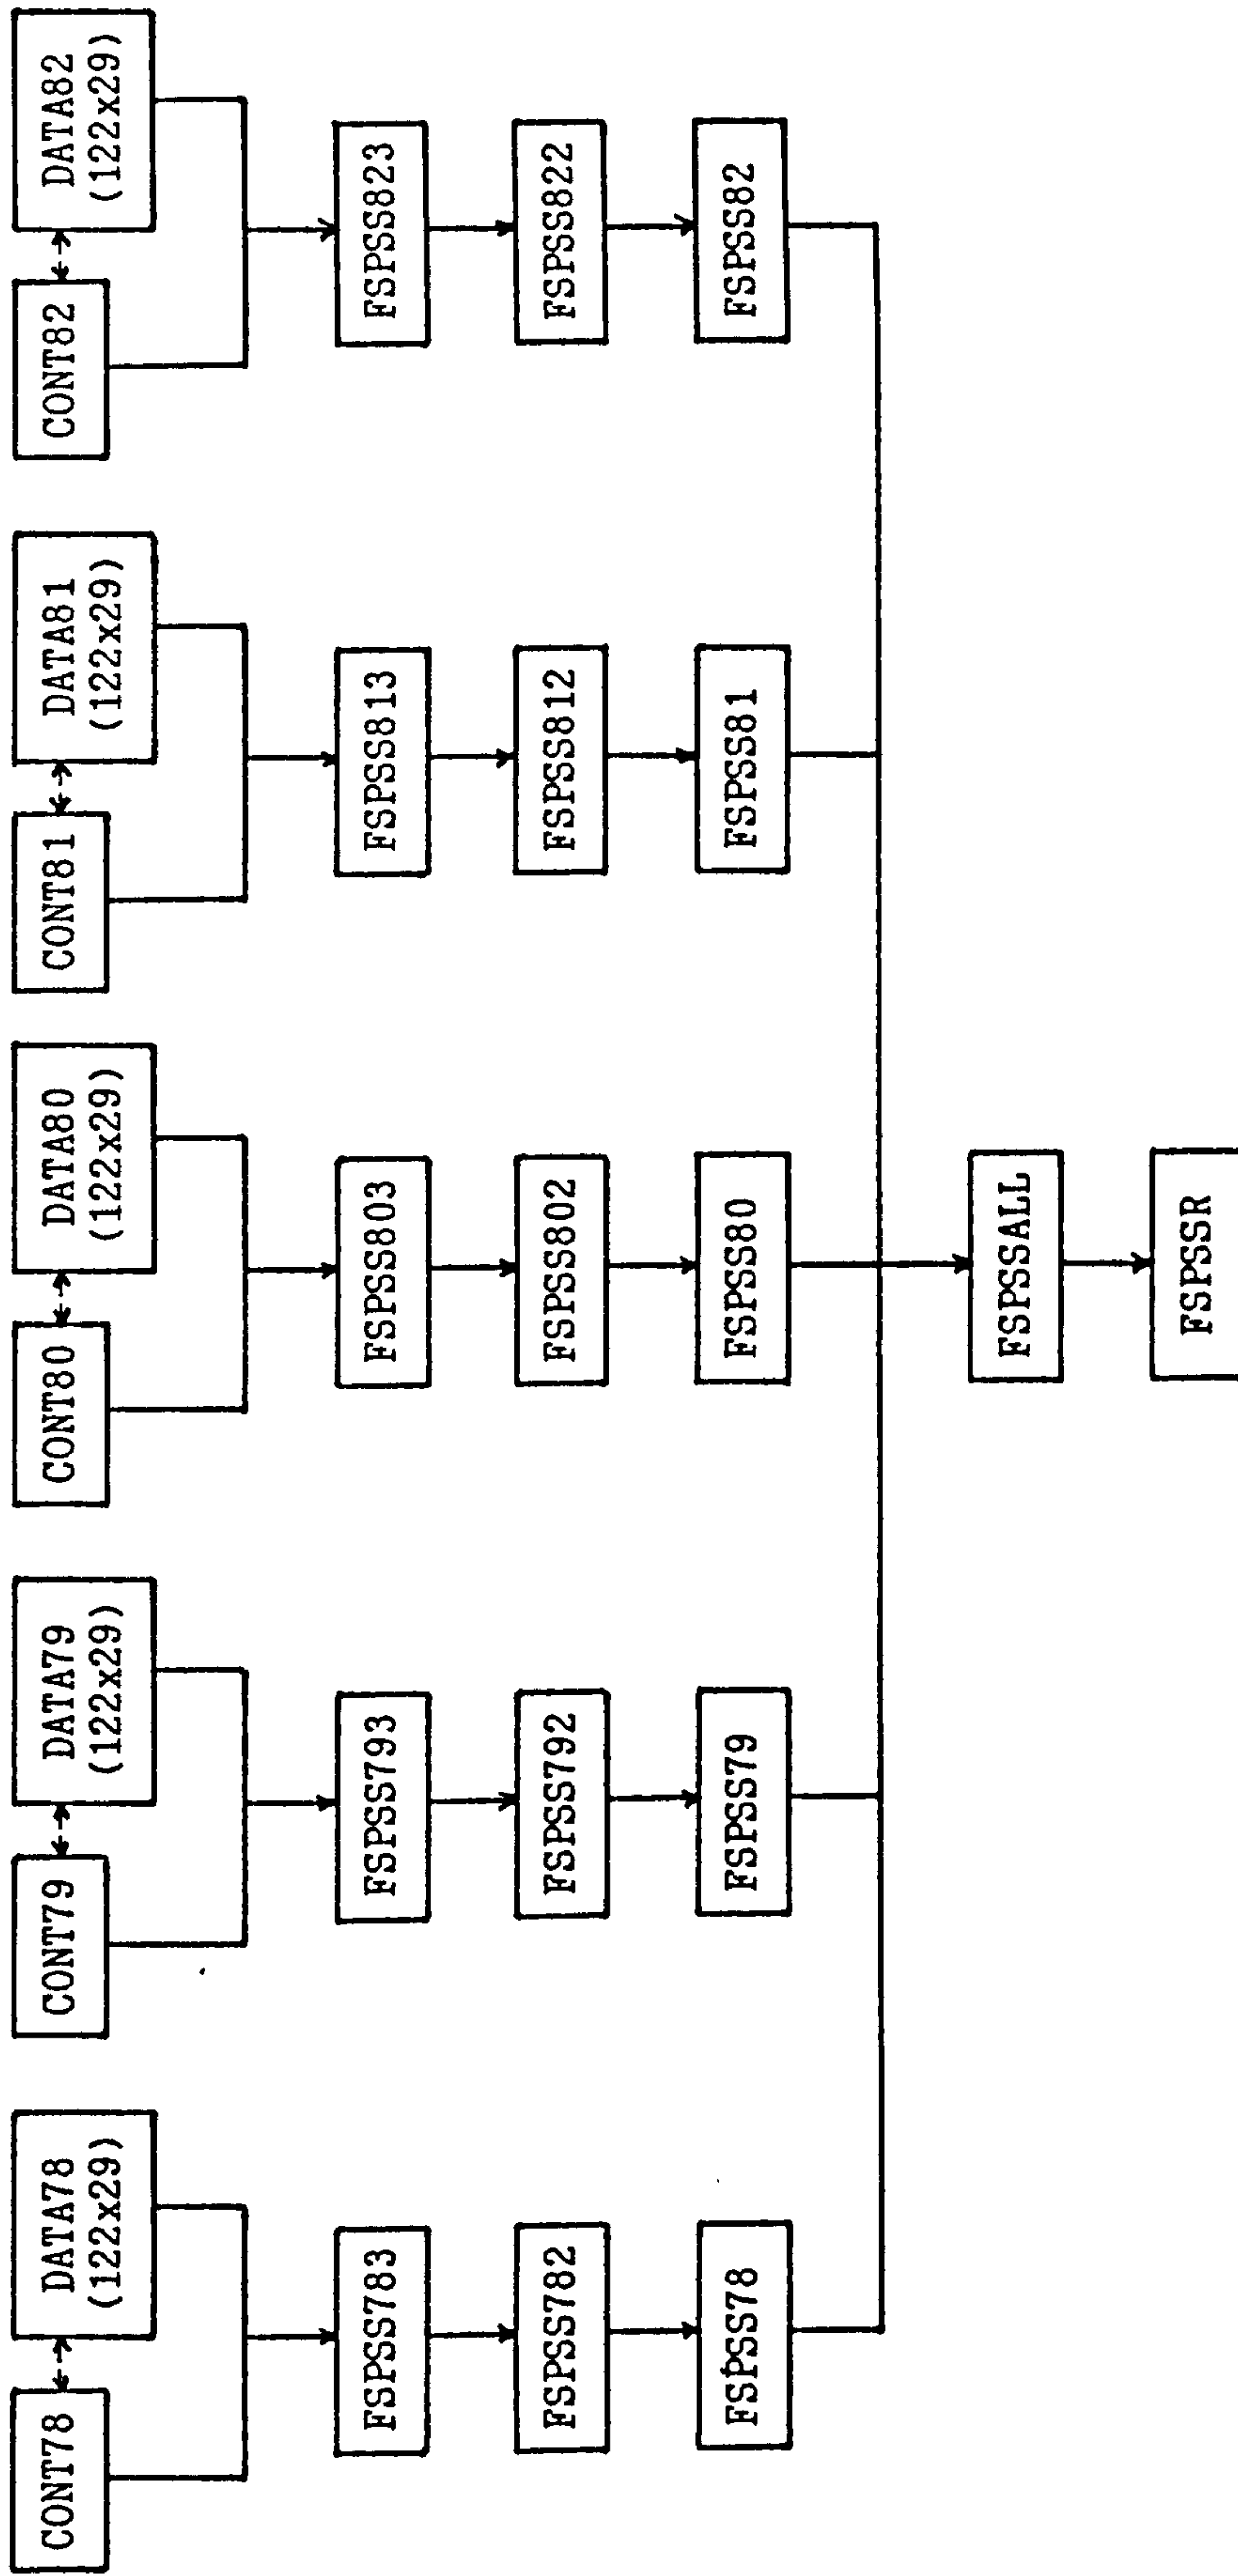 CONT78
DATA78
(122x29)
CONT79
DATA79
(122x29)
CONT80
DATA80
(122x29)
CONT81
DATA81
(122x29)
CONT82
DATA82
(122x29)
FSPSS783
FSPSS793
FSPSS803
FSPSS813
FSPSS823
FSPSS782
FSPSS792
FSPSS802
FSPSS812
FSPSS822
FSPSS78
FSPSS79
FSPSS80
FSPSS81
FSPSS82
FSPSSALL
FSPSSR